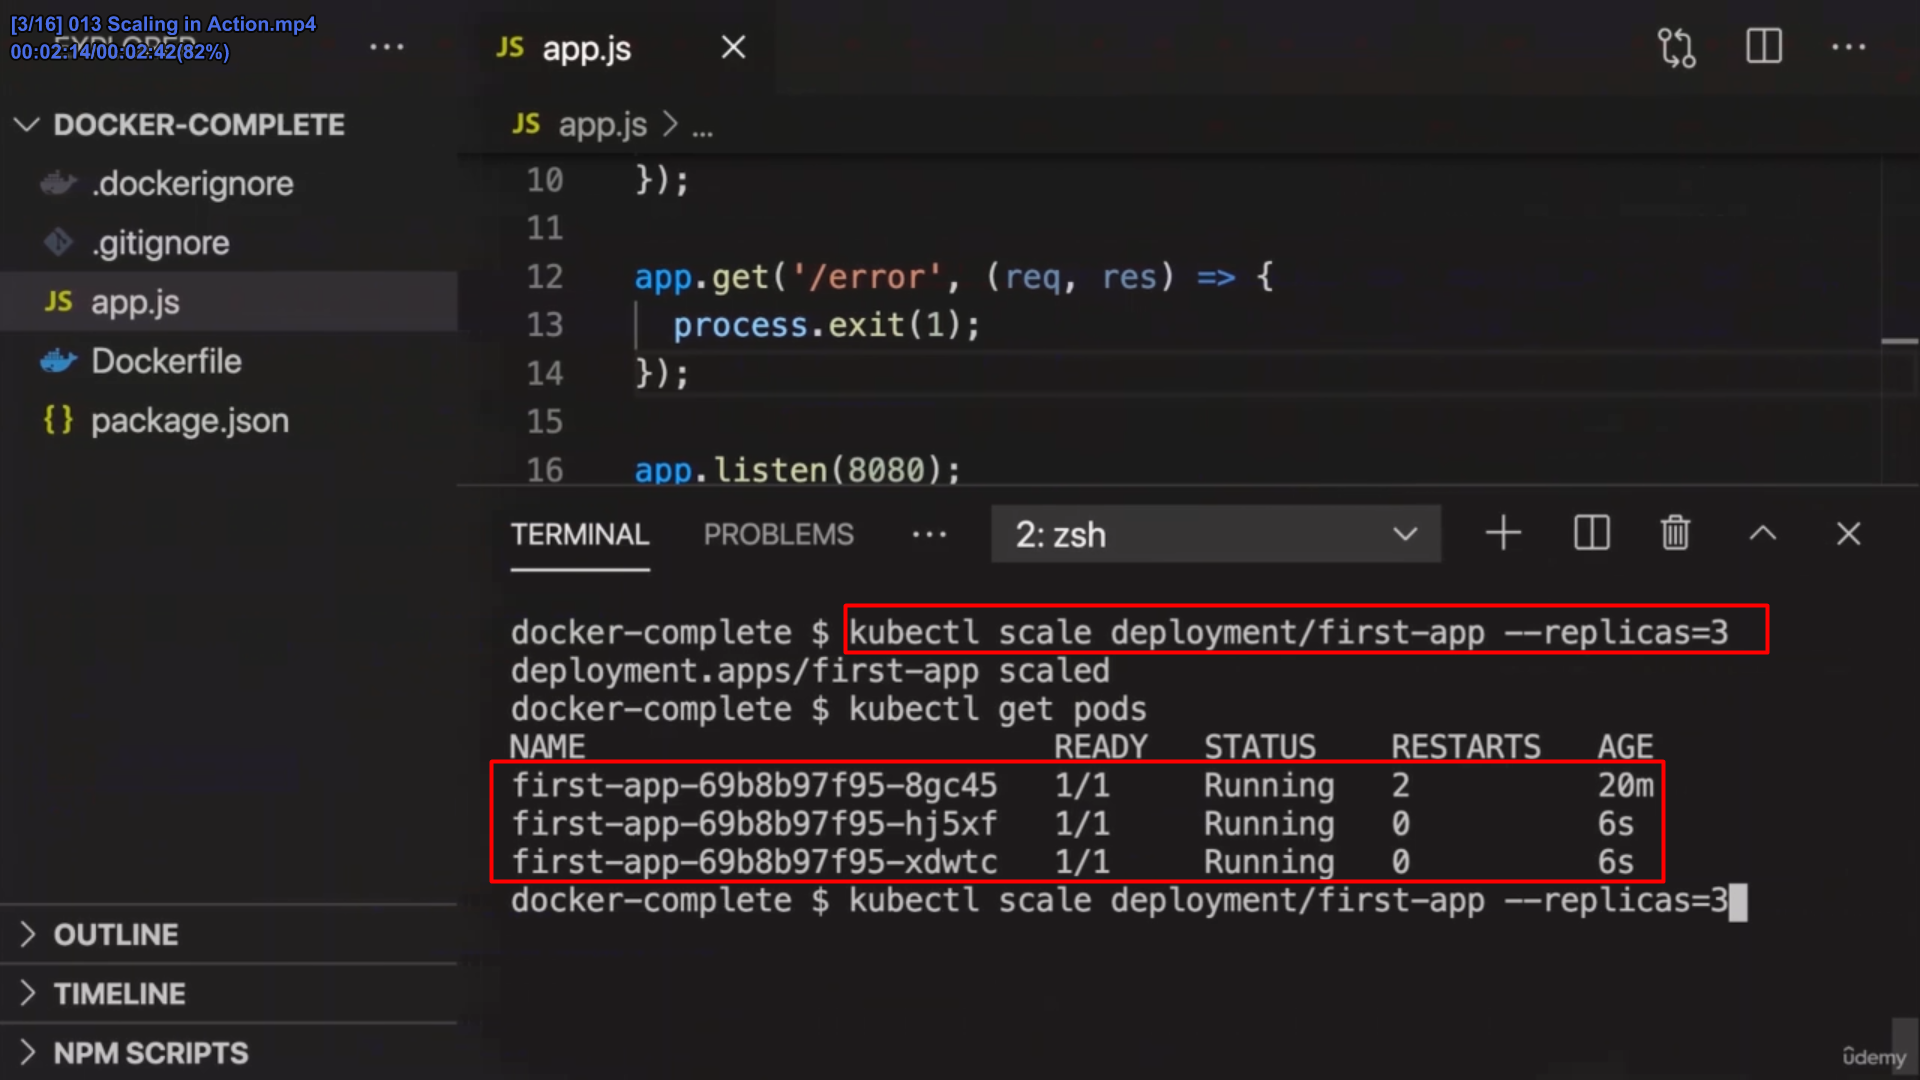 [3/16] 013 Scaling in Action.mp4
00:02:14/00:02:42(82%)
EXPLORER
DOCKER-COMPLETE
.dockerignore
.gitignore
JS app.js
Dockerfile
{} package.json
OUTLINE
TIMELINE
NPM SCRIPTS
JS app.js
JS app.js > ...
10 });
11
12 app.get('/error', (req, res) => {
13 process.exit(1);
14 });
15
16 app.listen(8080);
TERMINAL PROBLEMS ... 2: zsh
docker-complete $ kubectl scale deployment/first-app --replicas=3
deployment.apps/first-app scaled
docker-complete $ kubectl get pods
NAME READY STATUS RESTARTS AGE
first-app-69b8b97f95-8gc45 1/1 Running 2 20m
first-app-69b8b97f95-hj5xf 1/1 Running 0 6s
first-app-69b8b97f95-xdwtc 1/1 Running 0 6s
docker-complete $ kubectl scale deployment/first-app --replicas=3
ûdemy